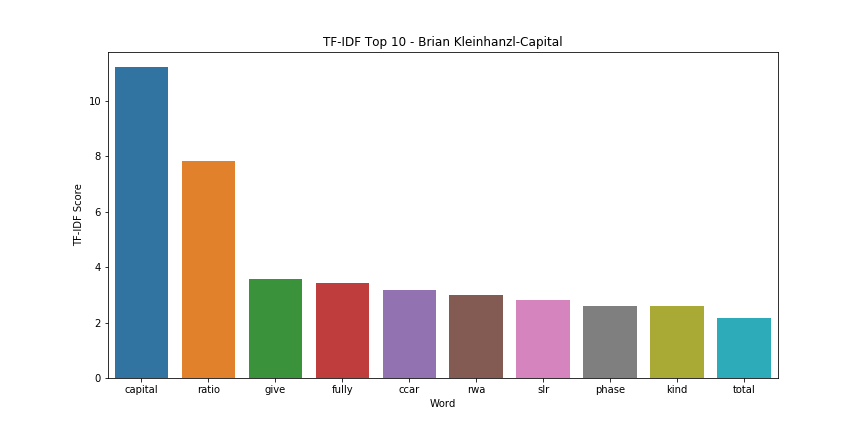 TF-IDF Top 10 - Brian Kleinhanzl-Capital
TF-IDF Score
10
8
6
4
2
0
capital ratio give fully ccar rwa slr phase kind total
Word